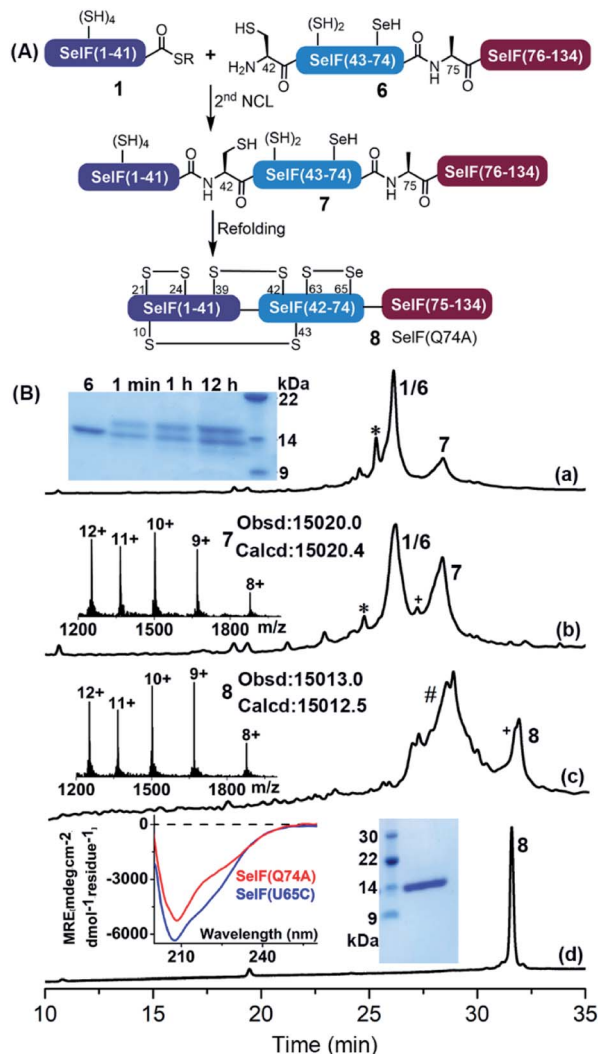 (A)
(SH)4
O
SelF(1-41)
SR
1
+
HS
(SH)2
SeH
H2N
42
O
SelF(43-74)
O
N
H
75
O
SelF(76-134)
6
2nd NCL
(SH)4
O
SH
(SH)2
SeH
O
SelF(1-41)
N
H
42
O
SelF(43-74)
N
H
75
O
SelF(76-134)
7
Refolding
S S S S S Se
21 24 39 42 63 65
SelF(1-41)
SelF(42-74)
SelF(75-134)
10
43
S S
8 SelF(Q74A)
(B)
6 1 min 1 h 12 h kDa
22
14
9
*
1/6
7
(a)
12+ 11+ 10+ 9+ 8+
7 Obsd:15020.0
Calcd:15020.4
1200 1500 1800 m/z
*
1/6
+
7
(b)
12+ 11+ 10+ 9+ 8+
8 Obsd:15013.0
Calcd:15012.5
1200 1500 1800 m/z
#
+
8
(c)
MRE,mdegcm-2
dmol-1 residue-1,
0
-3000
-6000
SelF(Q74A)
SelF(U65C)
Wavelength (nm)
210 240
30
22
14
9
kDa
8
(d)
10 15 20 25 30 35
Time (min)